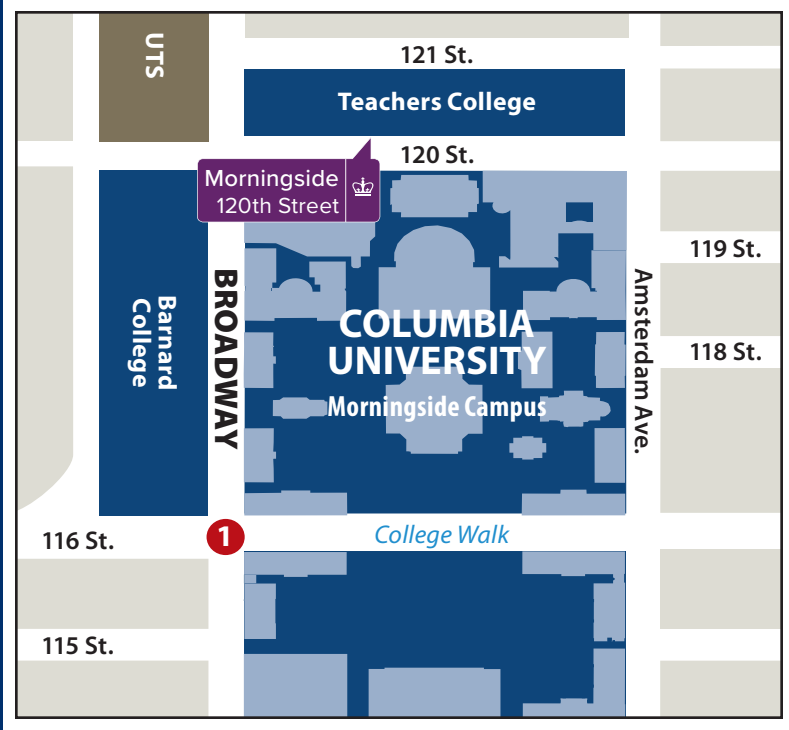 UTS
121 St.
Teachers College
120 St.
Morningside
120th Street
119 St.
BROADWAY
Barnard
College
COLUMBIA
UNIVERSITY
Morningside Campus
Amsterdam Ave.
118 St.
116 St.
1
College Walk
115 St.